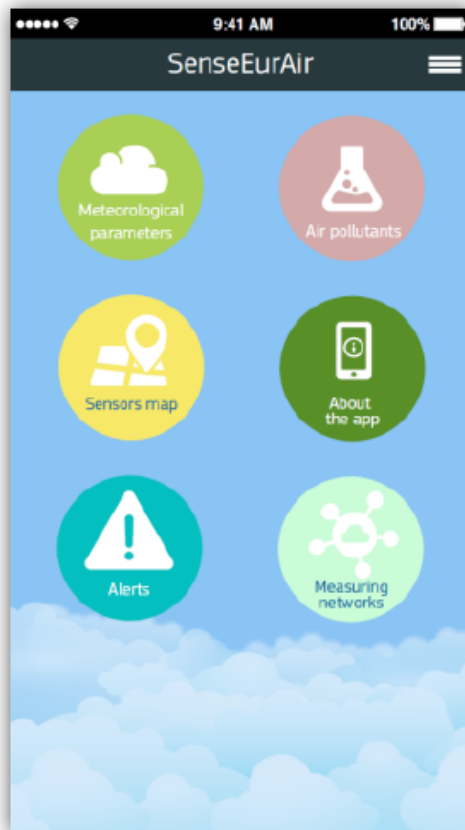 9:41 AM 100%
SenseEurAir
Meteorological
parameters
Air pollutants
Sensors map
About
the app
Alerts
Measuring
networks